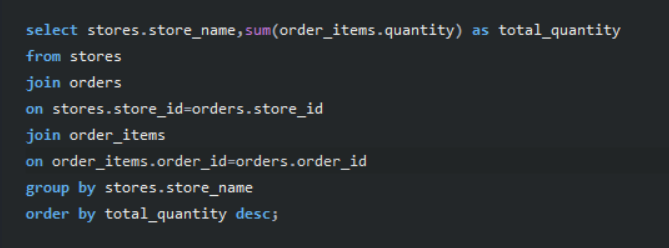 select stores.store_name,sum(order_items.quantity) as total_quantity
from stores
join orders
on stores.store_id=orders.store_id
join order_items
on order_items.order_id=orders.order_id
group by stores.store_name
order by total_quantity desc;